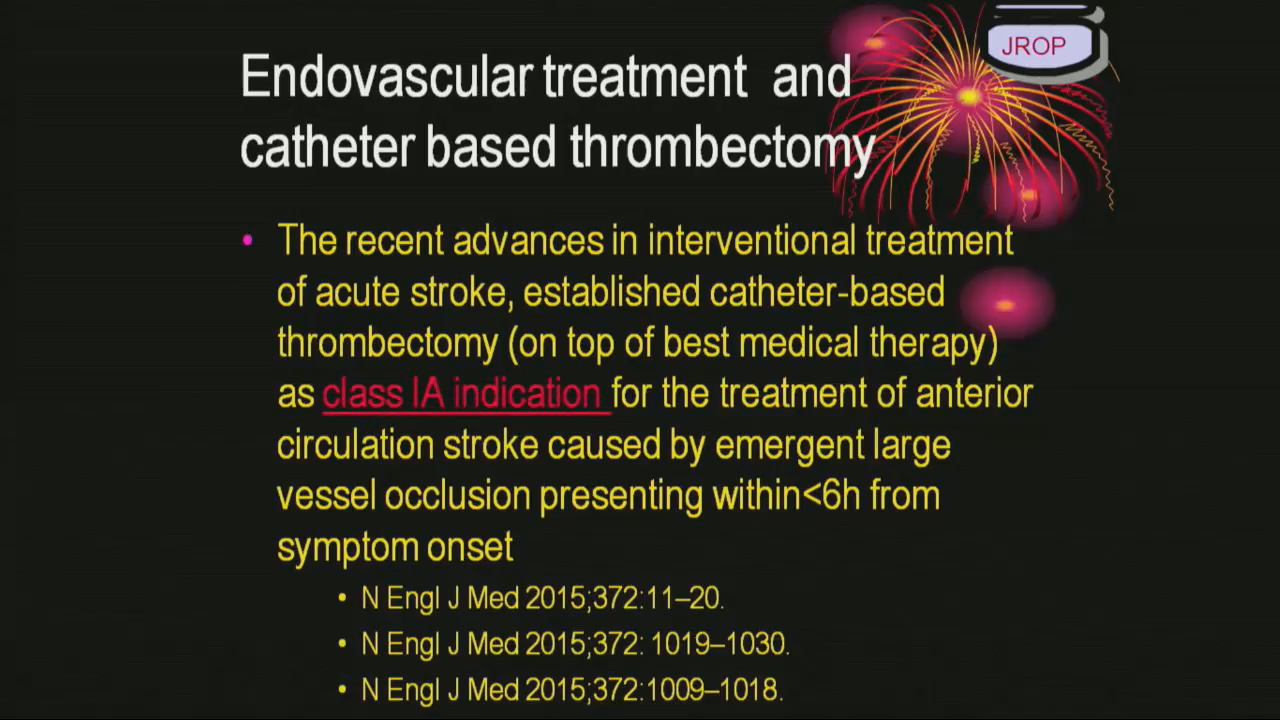 JROP
Endovascular treatment and
catheter based thrombectomy
• The recent advances in interventional treatment
of acute stroke, established catheter-based
thrombectomy (on top of best medical therapy)
as class IA indication for the treatment of anterior
circulation stroke caused by emergent large
vessel occlusion presenting within<6h from
symptom onset
• N Engl J Med 2015;372:11–20.
• N Engl J Med 2015;372: 1019–1030.
• N Engl J Med 2015;372:1009–1018.